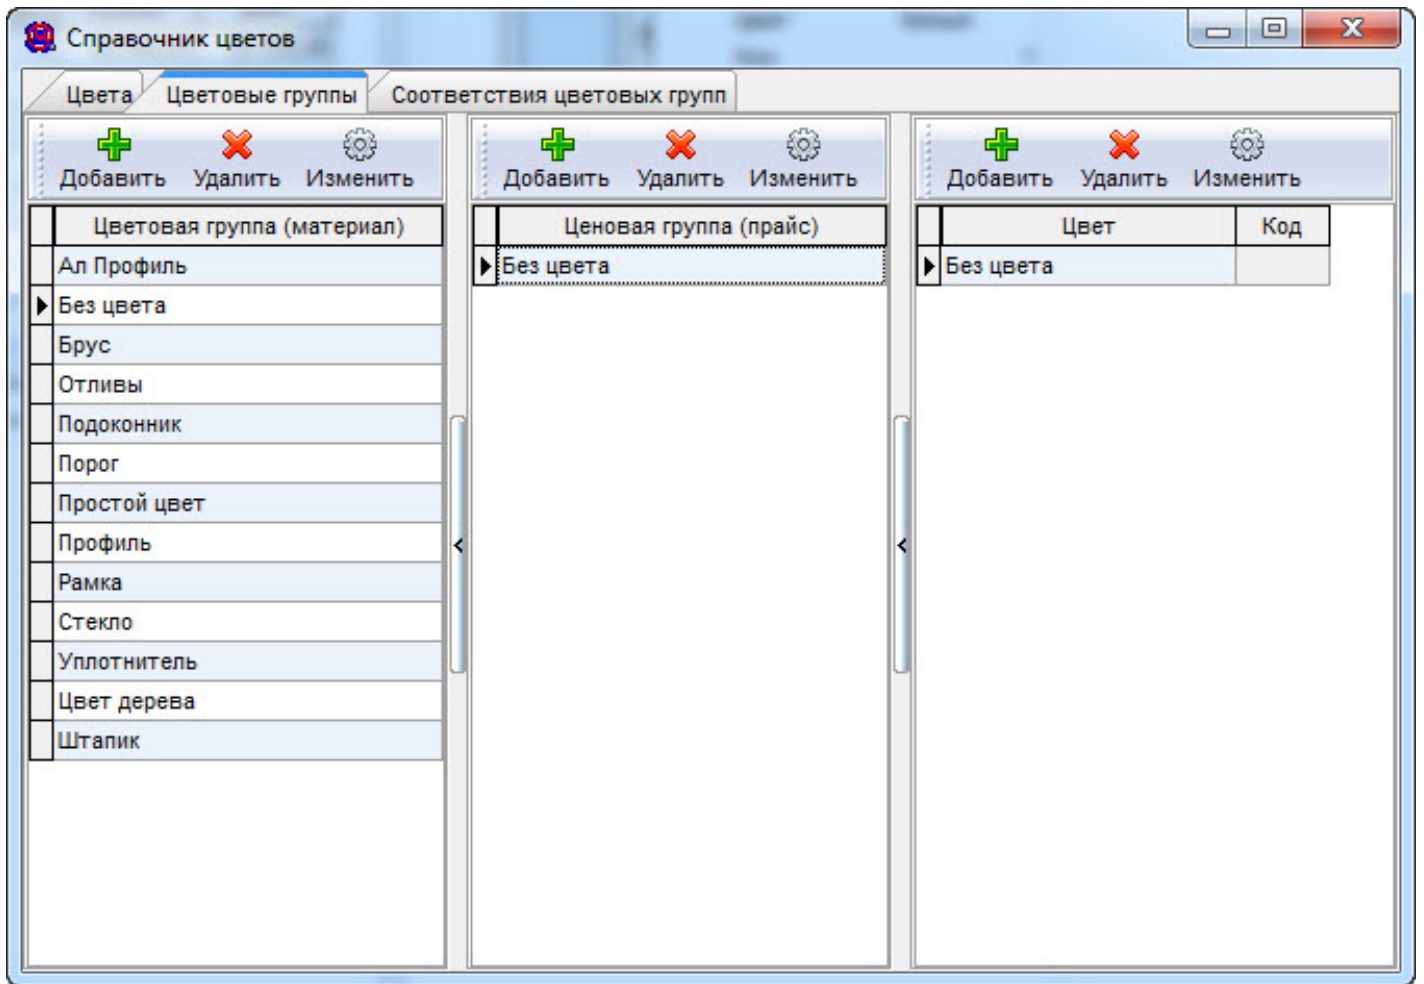 Справочник цветов
Цвета Цветовые группы Соответствия цветовых групп
Добавить Удалить Изменить Добавить Удалить Изменить Добавить Удалить Изменить
Цветовая группа (материал) Ценовая группа (прайс) Цвет Код
Ал Профиль Без цвета Без цвета
Без цвета
Брус
Отливы
Подоконник
Порог
Простой цвет
Профиль
Рамка
Стекло
Уплотнитель
Цвет дерева
Штапик